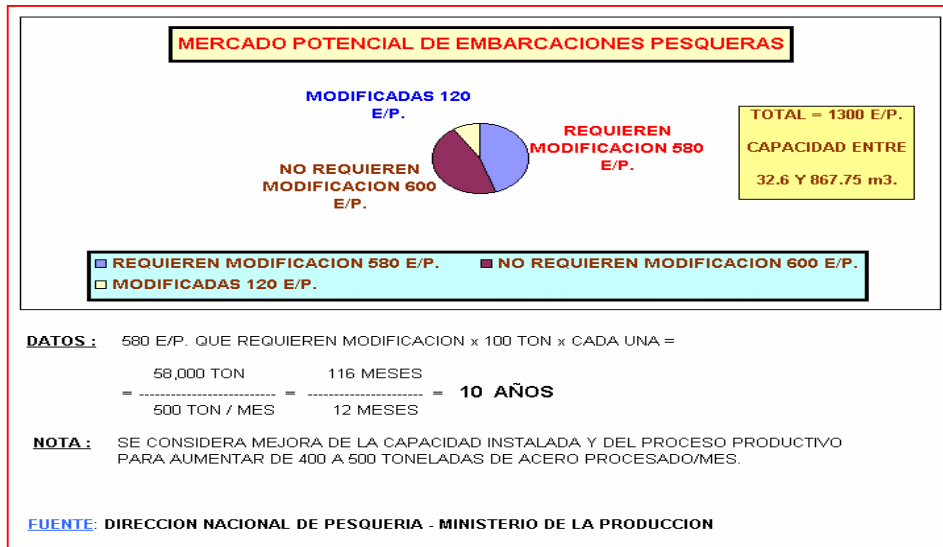 MERCADO POTENCIAL DE EMBARCACIONES PESQUERAS
MODIFICADAS 120
E/P.
REQUIEREN
MODIFICACION 580
E/P.
NO REQUIEREN
MODIFICACION 600
E/P.
TOTAL = 1300 E/P.
CAPACIDAD ENTRE
32.6 Y 867.75 m3.
REQUIEREN MODIFICACION 580 E/P. NO REQUIEREN MODIFICACION 600 E/P.
MODIFICADAS 120 E/P.
DATOS : 580 E/P. QUE REQUIEREN MODIFICACION x 100 TON x CADA UNA =
58,000 TON 116 MESES
= ------------------------- = --------------------- = 10 AÑOS
500 TON / MES 12 MESES
NOTA : SE CONSIDERA MEJORA DE LA CAPACIDAD INSTALADA Y DEL PROCESO PRODUCTIVO
PARA AUMENTAR DE 400 A 500 TONELADAS DE ACERO PROCESADO/MES.
FUENTE: DIRECCION NACIONAL DE PESQUERIA - MINISTERIO DE LA PRODUCCION